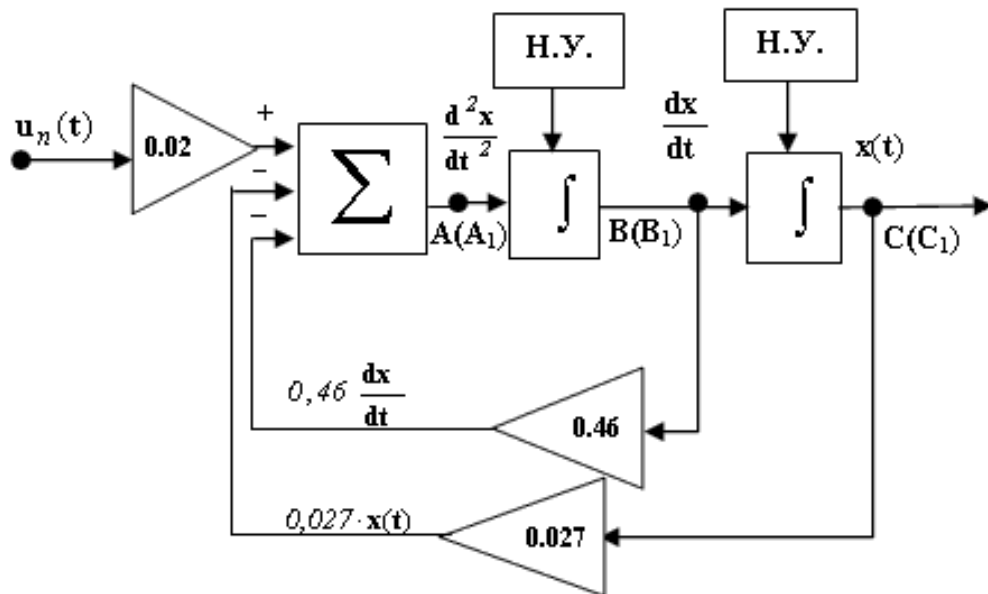 Н.У.
Н.У.
uₙ(t)
0.02
+
−
−
∑
d²x
dt²
A(A₁)
∫
dx
dt
B(B₁)
∫
x(t)
C(C₁)
0,46 dx
dt
0.46
0,027·x(t)
0.027